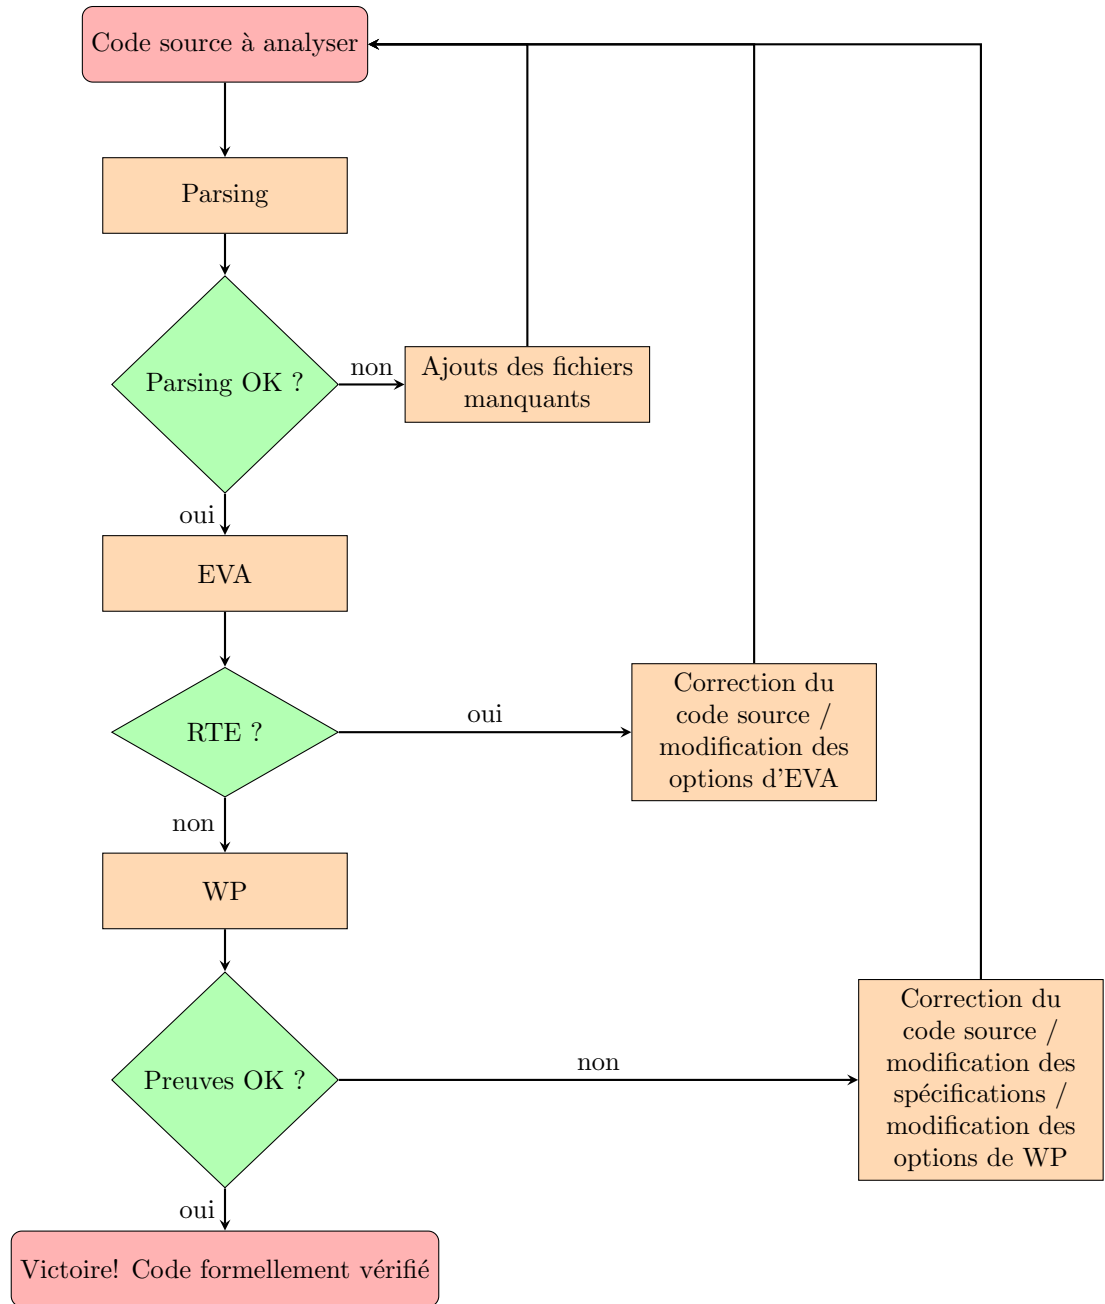 Code source à analyser
Parsing
Parsing OK ?
non
Ajouts des fichiers
manquants
oui
EVA
RTE ?
oui
Correction du
code source /
modification des
options d'EVA
non
WP
Preuves OK ?
non
Correction du
code source /
modification des
spécifications /
modification des
options de WP
oui
Victoire! Code formellement vérifié